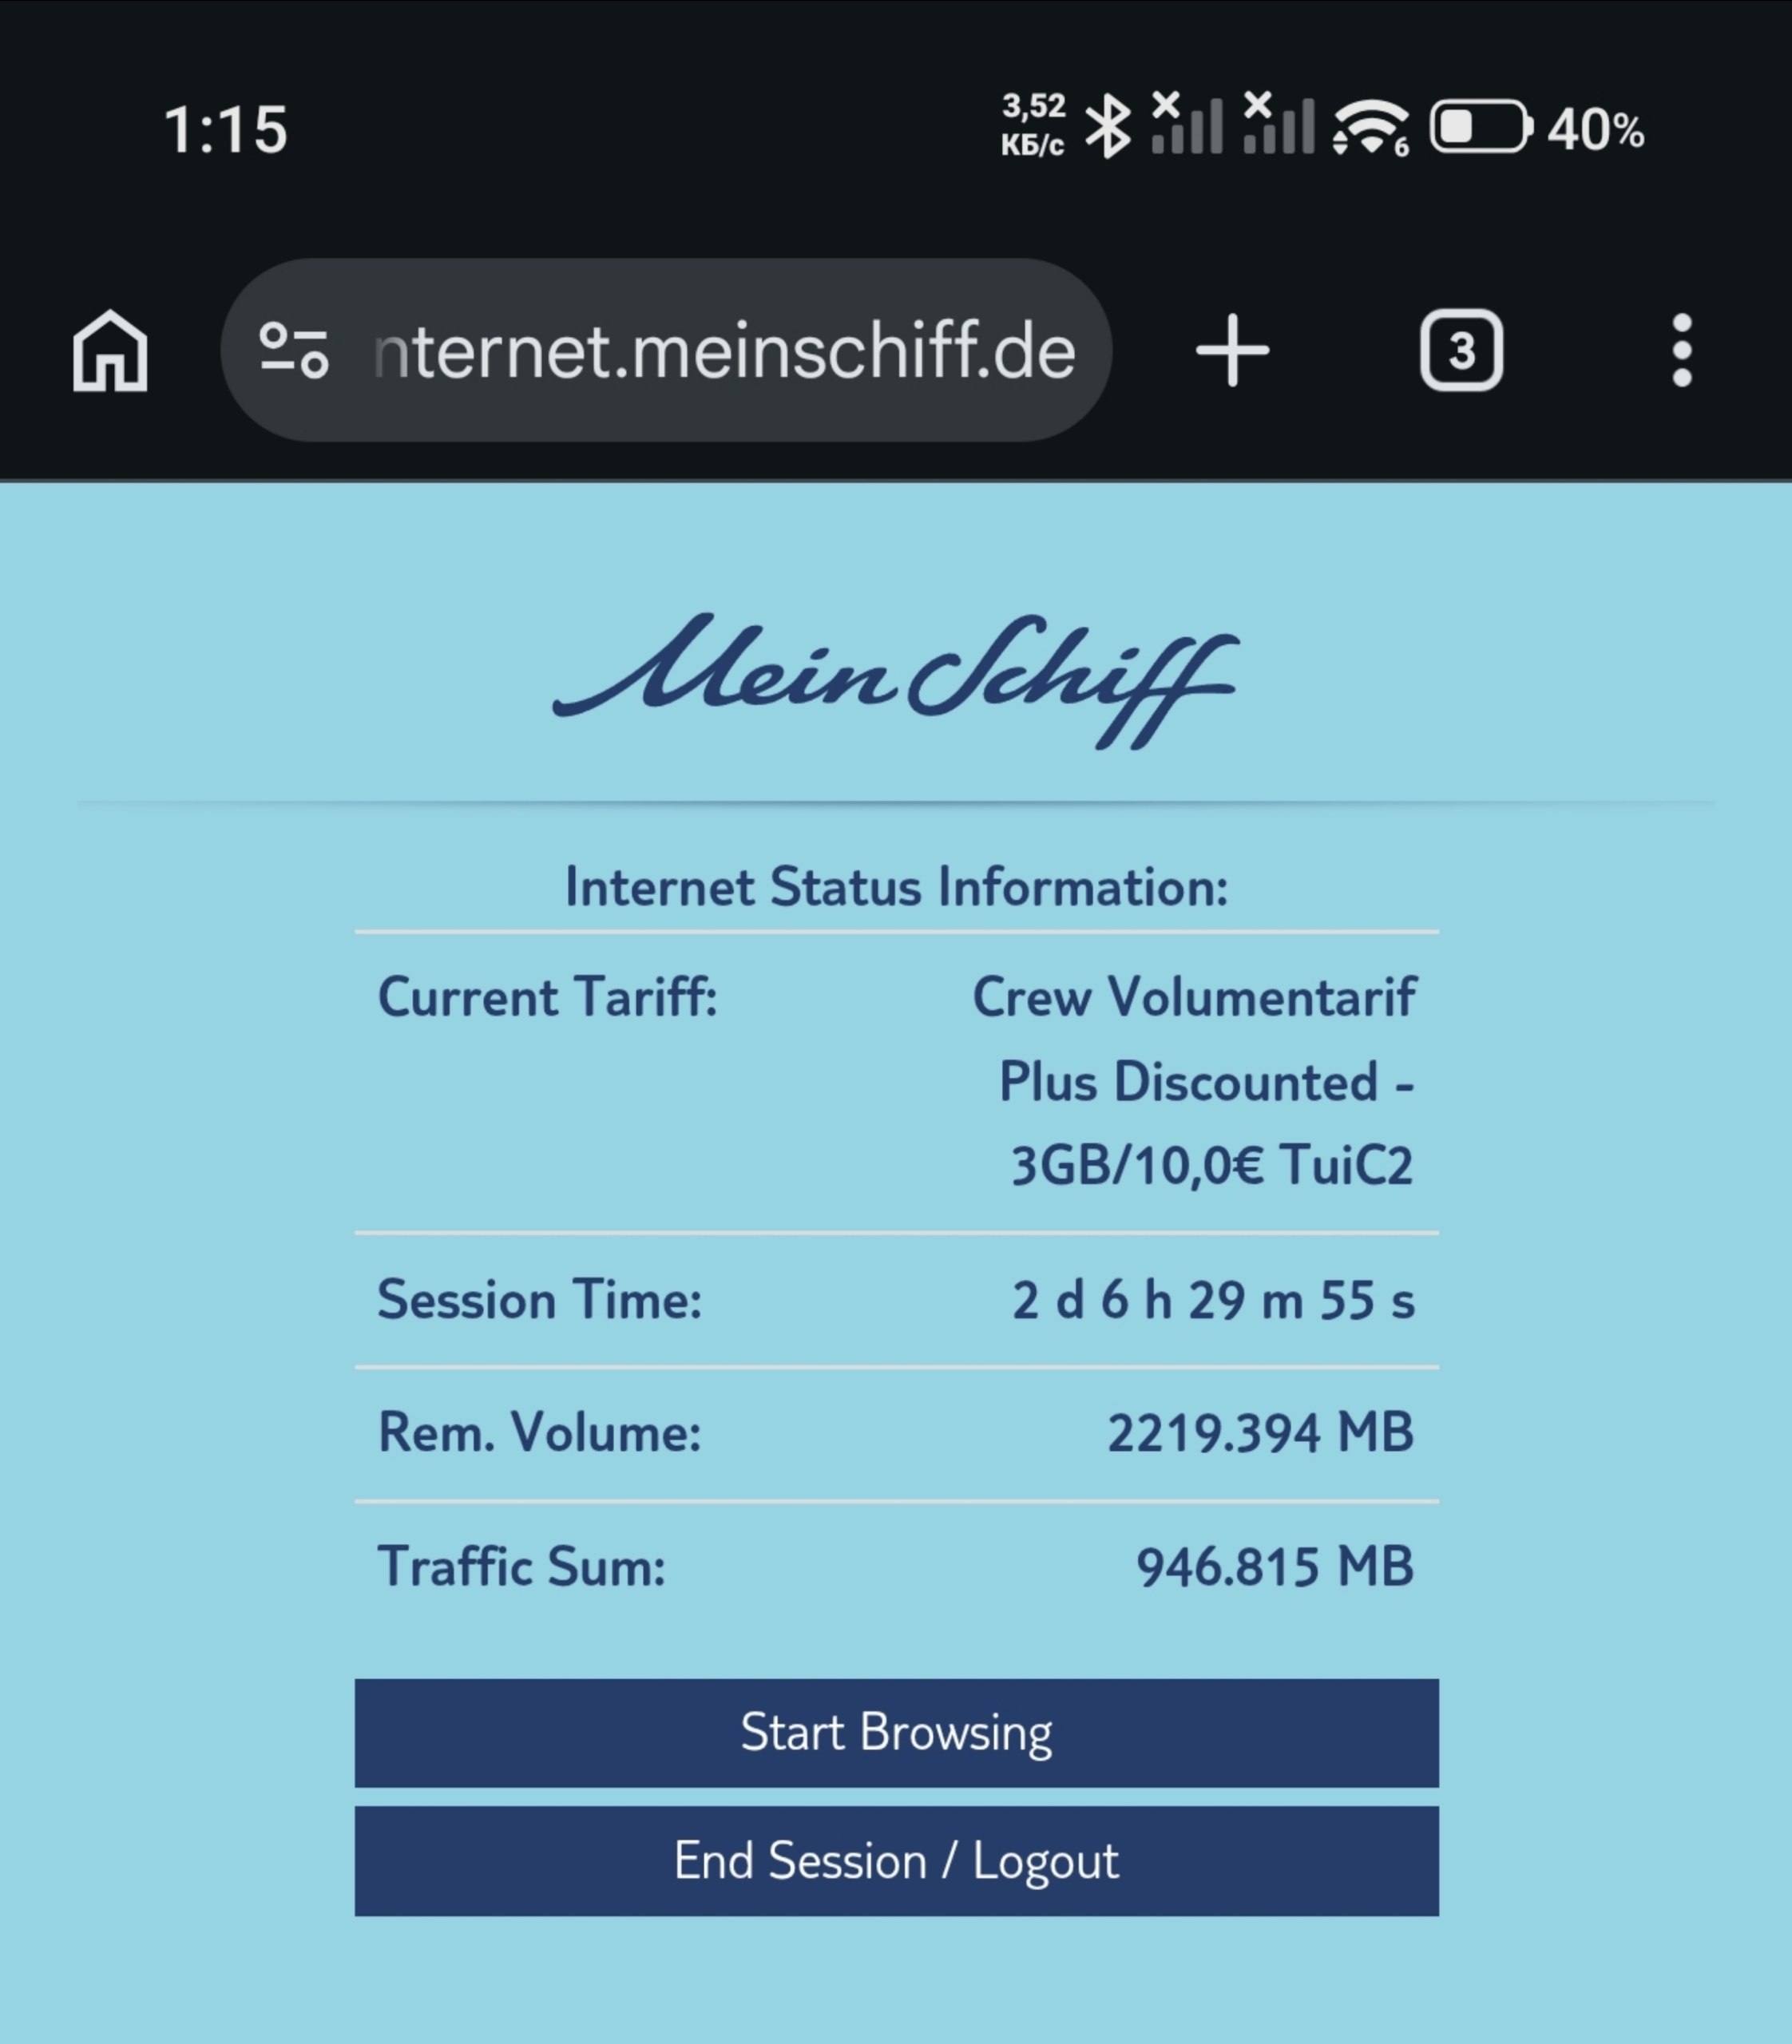 1:15
3,52
КБ/с
6
40%
nternet.meinschiff.de
3
Mein Schiff
Internet Status Information:
Current Tariff:
Crew Volumentarif
Plus Discounted -
3GB/10,0€ TuiC2
Session Time:
2 d 6 h 29 m 55 s
Rem. Volume:
2219.394 MB
Traffic Sum:
946.815 MB
Start Browsing
End Session / Logout